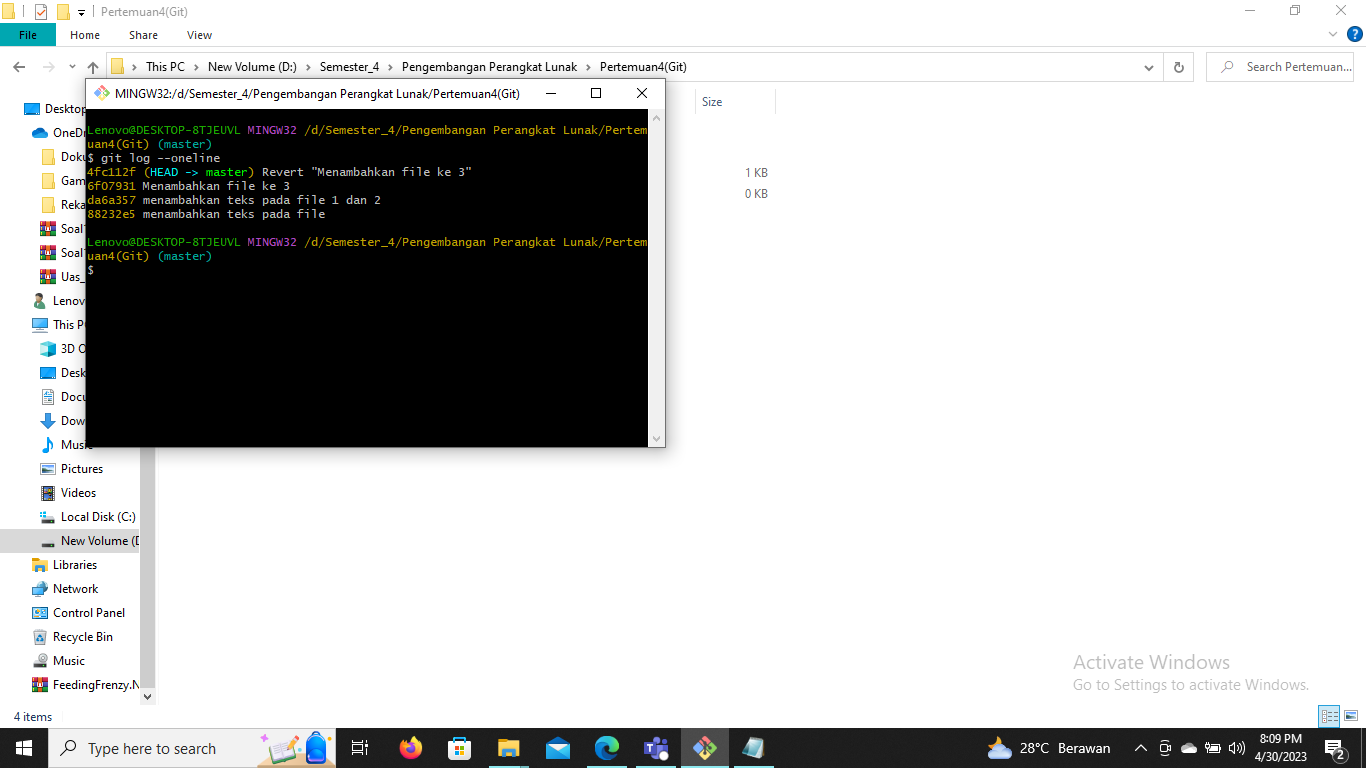 Pertemuan4(Git)
File Home Share View
This PC New Volume (D:) Semester_4 Pengembangan Perangkat Lunak Pertemuan4(Git)
Search Pertemuan...
MINGW32:/d/Semester_4/Pengembangan Perangkat Lunak/Pertemuan4(Git)
Size
1 KB
0 KB
Lenovo@DESKTOP-8TJEUVL MINGW32 /d/Semester_4/Pengembangan Perangkat Lunak/Pertem
uan4(Git) (master)
$ git log --oneline
4fc112f (HEAD -> master) Revert "Menambahkan file ke 3"
6f07931 Menambahkan file ke 3
da6a357 menambahkan teks pada file 1 dan 2
88232e5 menambahkan teks pada file
Lenovo@DESKTOP-8TJEUVL MINGW32 /d/Semester_4/Pengembangan Perangkat Lunak/Pertem
uan4(Git) (master)
$
Desktop
OneD
Doku
Gam
Reka
Soal
Soal
Uas_
Lenov
This P
3D O
Desk
Docu
Dow
Music
Pictures
Videos
Local Disk (C:)
New Volume (D
Libraries
Network
Control Panel
Recycle Bin
Music
FeedingFrenzy.N
Activate Windows
Go to Settings to activate Windows.
4 items
Type here to search
28°C Berawan
8:09 PM
4/30/2023
2